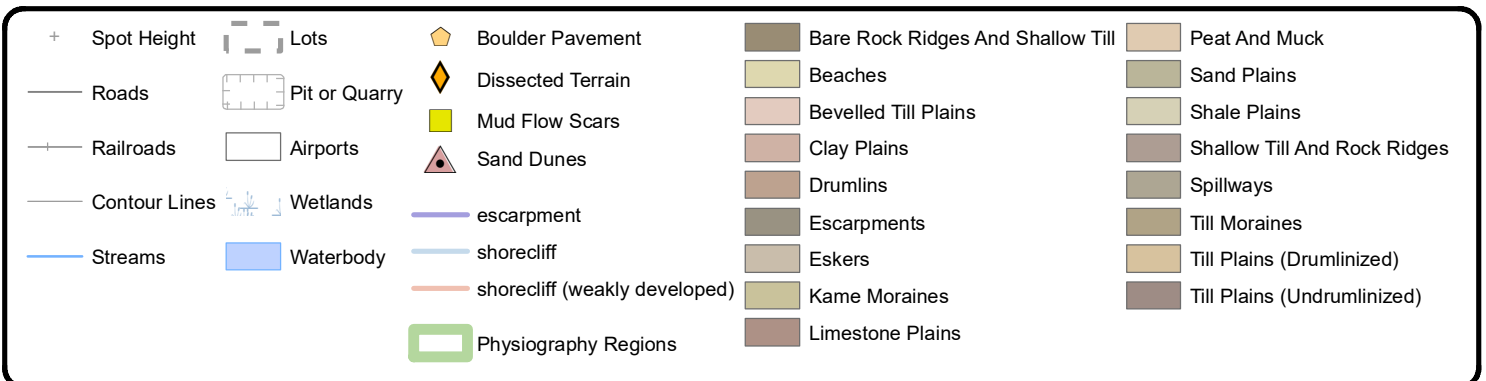 Spot Height
Roads
Railroads
Contour Lines
Streams
Lots
Pit or Quarry
Airports
Wetlands
Waterbody
Boulder Pavement
Dissected Terrain
Mud Flow Scars
Sand Dunes
escarpment
shorecliff
shorecliff (weakly developed)
Physiography Regions
Bare Rock Ridges And Shallow Till
Beaches
Bevelled Till Plains
Clay Plains
Drumlins
Escarpments
Eskers
Kame Moraines
Limestone Plains
Peat And Muck
Sand Plains
Shale Plains
Shallow Till And Rock Ridges
Spillways
Till Moraines
Till Plains (Drumlinized)
Till Plains (Undrumlinized)